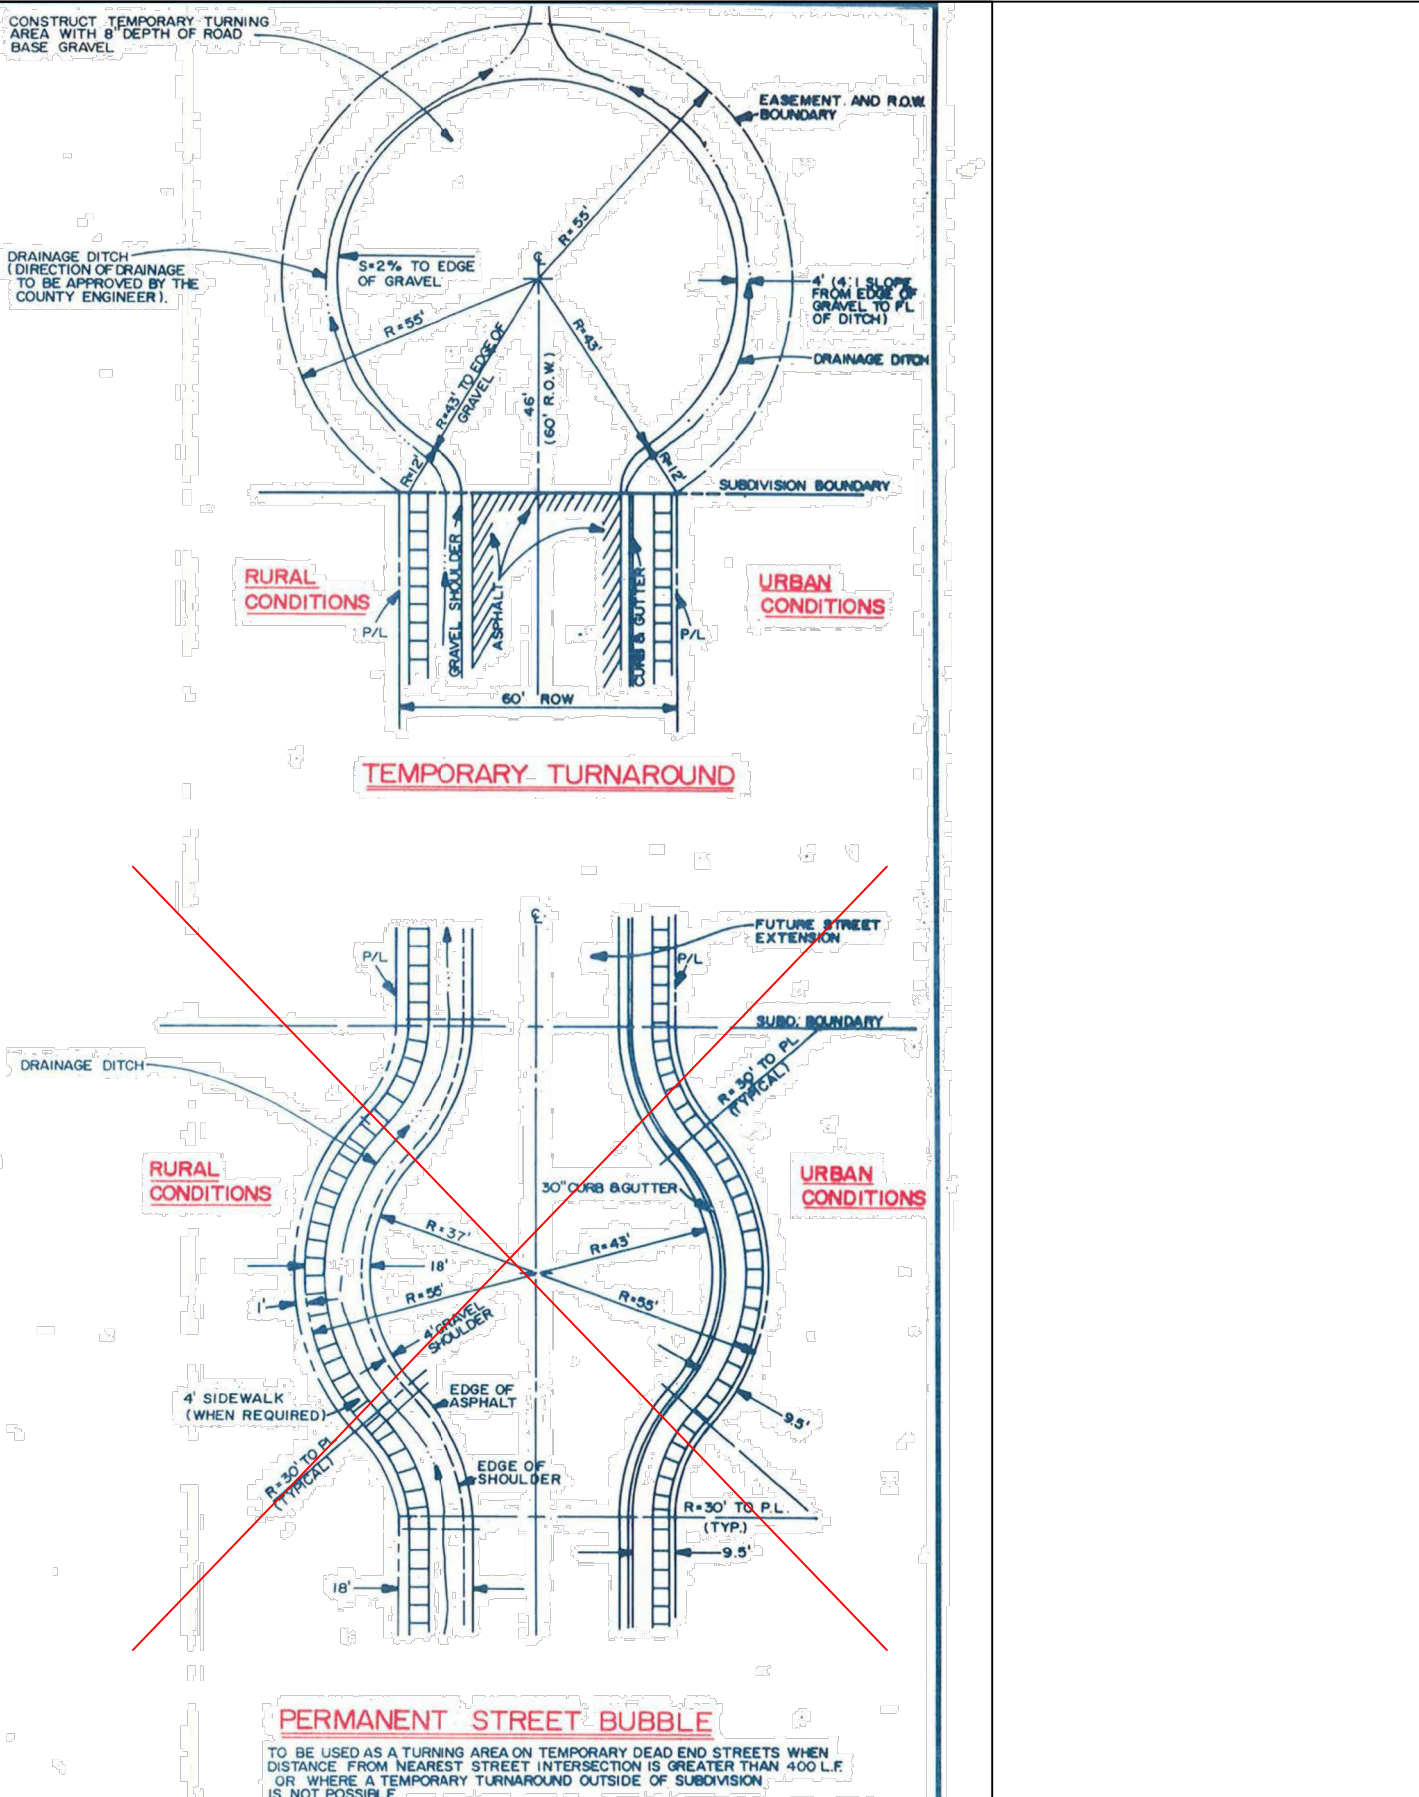 CONSTRUCT TEMPORARY TURNING
AREA WITH 8" DEPTH OF ROAD
BASE GRAVEL
EASEMENT. AND R.O.W.
BOUNDARY
R=55'
℄
DRAINAGE DITCH
(DIRECTION OF DRAINAGE
TO BE APPROVED BY THE
COUNTY ENGINEER).
S=2% TO EDGE
OF GRAVEL
4' (4:1 SLOPE
FROM EDGE OF
GRAVEL TO FL
OF DITCH)
R=55'
R=43'
R=43' TO EDGE OF
GRAVEL
46'
(60' R.O.W.)
DRAINAGE DITCH
R=12'
R=12'
SUBDIVISION BOUNDARY
RURAL
CONDITIONS
URBAN
CONDITIONS
P/L
GRAVEL SHOULDER
ASPHALT
CURB & GUTTER
P/L
60' ROW
TEMPORARY TURNAROUND
℄
FUTURE STREET
EXTENSION
P/L
P/L
SUBD. BOUNDARY
DRAINAGE DITCH
R=30' TO PL
(TYPICAL)
RURAL
CONDITIONS
URBAN
CONDITIONS
30" CURB & GUTTER
R=37'
R=43'
18'
R=55'
R=55'
1'
4' GRAVEL
SHOULDER
4' SIDEWALK
(WHEN REQUIRED)
EDGE OF
ASPHALT
9.5'
R=30' TO PL
(TYPICAL)
EDGE OF
SHOULDER
R=30' TO P.L.
(TYP.)
9.5'
18'
PERMANENT STREET BUBBLE
TO BE USED AS A TURNING AREA ON TEMPORARY DEAD END STREETS WHEN
DISTANCE FROM NEAREST STREET INTERSECTION IS GREATER THAN 400 L.F.
OR WHERE A TEMPORARY TURNAROUND OUTSIDE OF SUBDIVISION
IS NOT POSSIBLE